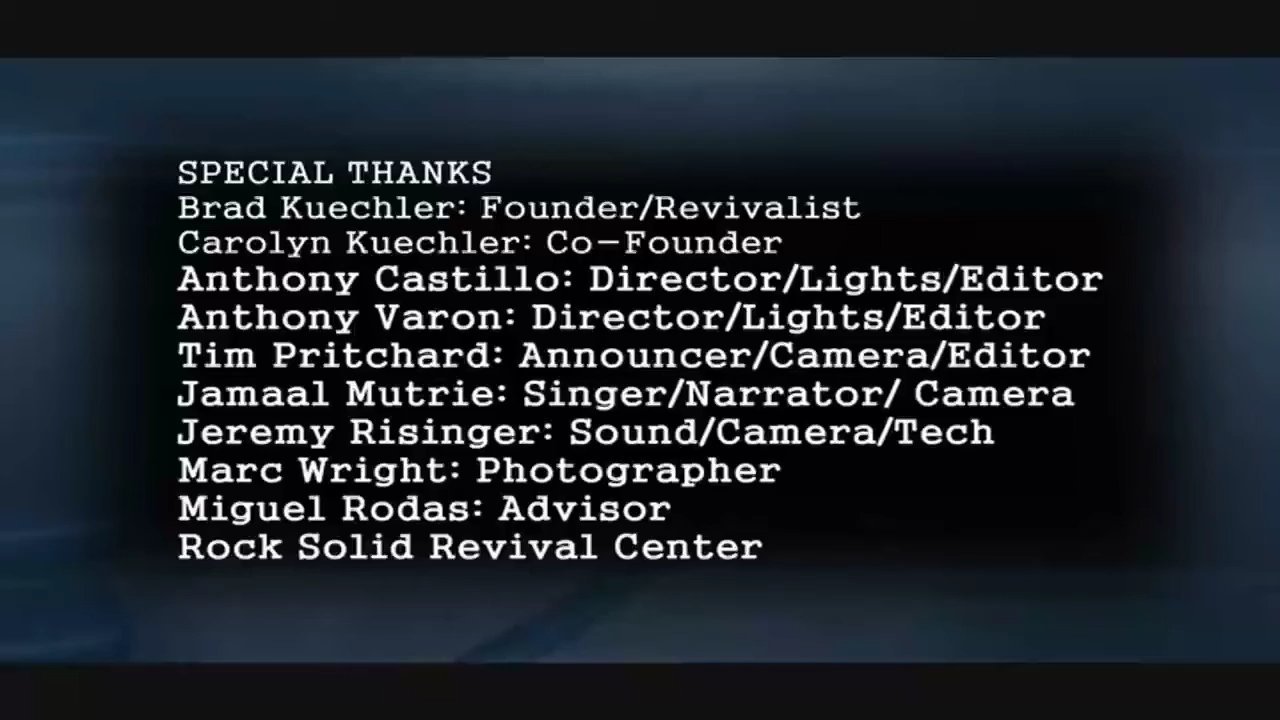 SPECIAL THANKS
Brad Kuechler: Founder/Revivalist
Carolyn Kuechler: Co-Founder
Anthony Castillo: Director/Lights/Editor
Anthony Varon: Director/Lights/Editor
Tim Pritchard: Announcer/Camera/Editor
Jamaal Mutrie: Singer/Narrator/ Camera
Jeremy Risinger: Sound/Camera/Tech
Marc Wright: Photographer
Miguel Rodas: Advisor
Rock Solid Revival Center